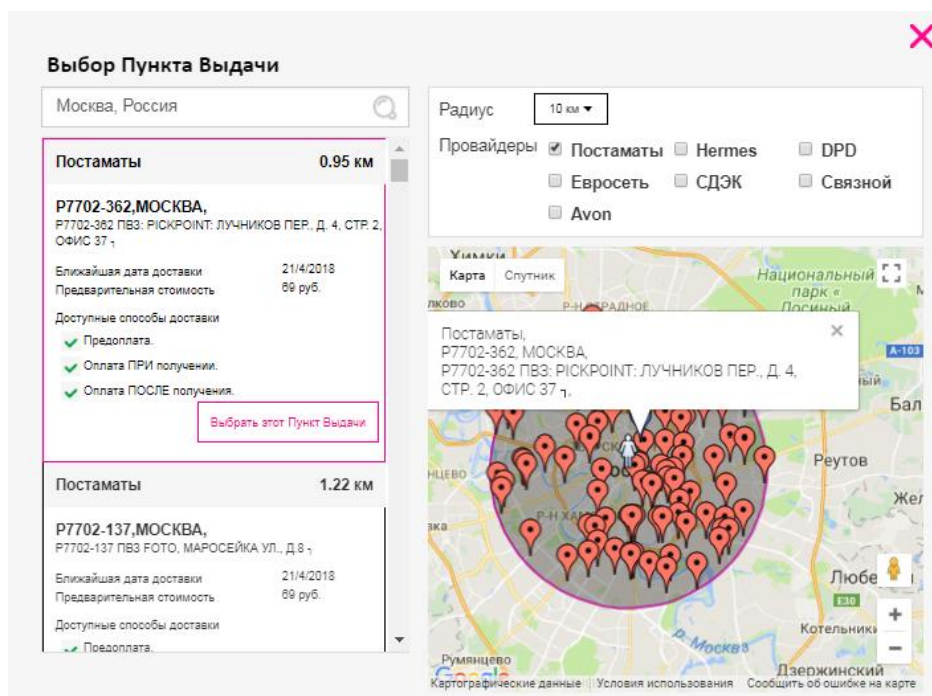 Выбор Пункта Выдачи
Москва, Россия
Постаматы 0.95 км
P7702-362,МОСКВА,
P7702-362 ПВЗ: PICKPOINT: ЛУЧНИКОВ ПЕР., Д. 4, СТР. 2,
ОФИС 37 ┐
Ближайшая дата доставки 21/4/2018
Предварительная стоимость 69 руб.
Доступные способы доставки
Предоплата.
Оплата ПРИ получении.
Оплата ПОСЛЕ получения.
Выбрать этот Пункт Выдачи
Постаматы 1.22 км
P7702-137,МОСКВА,
P7702-137 ПВЗ FOTO, МАРОСЕЙКА УЛ., Д.8 ┐
Ближайшая дата доставки 21/4/2018
Предварительная стоимость 69 руб.
Доступные способы доставки
Предоплата.
Радиус 10 км
Провайдеры Постаматы Hermes DPD
Евросеть СДЭК Связной
Avon
Химки
Карта Спутник
Национальный
парк «
Лосиный
Р-Н ОТРАДНОЕ
Постаматы,
P7702-362, МОСКВА,
P7702-362 ПВЗ: PICKPOINT: ЛУЧНИКОВ ПЕР., Д. 4,
СТР. 2, ОФИС 37 ┐,
А-103
Бал
Реутов
Жел
Р-Н ХАМ
Любе
E30
Котельники
р. Москва
Румянцево
Дзержинский
Google
Картографические данные Условия использования Сообщить об ошибке на карте